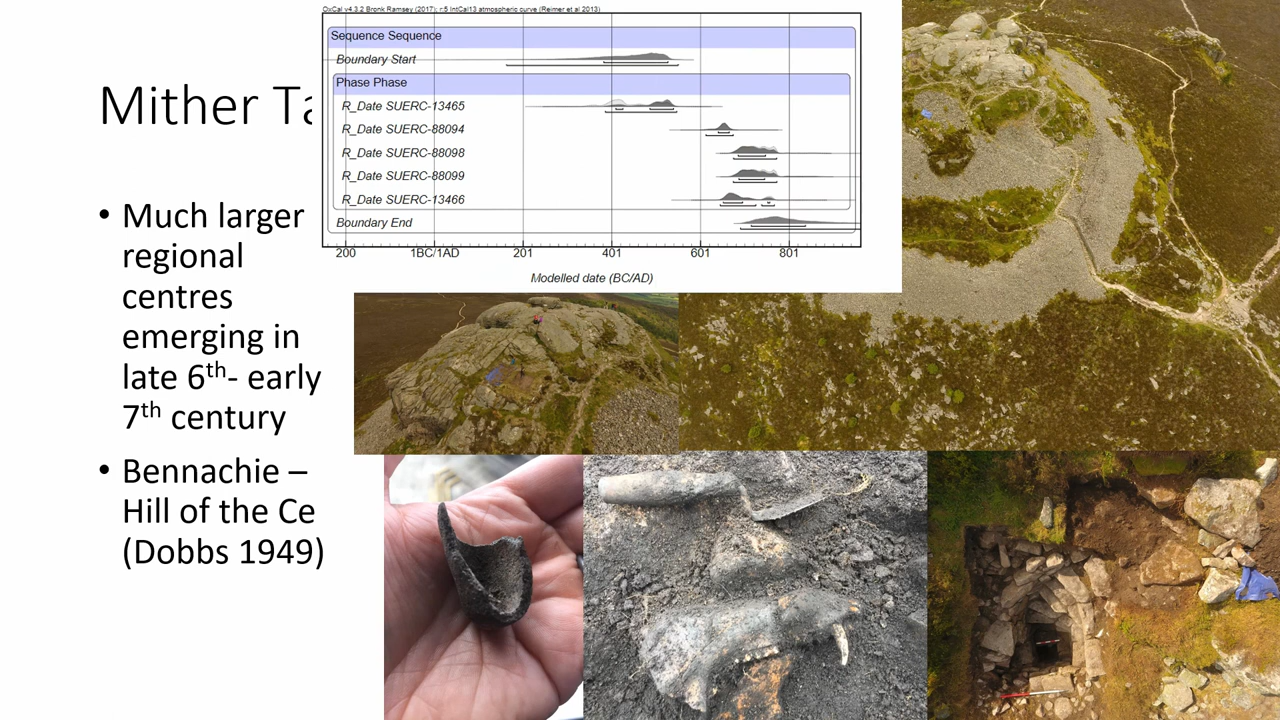 OxCal v4.3.2 Bronk Ramsey (2017); r:5 IntCal13 atmospheric curve (Reimer et al 2013)
Sequence Sequence
Boundary Start
Phase Phase
R_Date SUERC-13465
R_Date SUERC-88094
R_Date SUERC-88098
R_Date SUERC-88099
R_Date SUERC-13466
Boundary End
200 1BC/1AD 201 401 601 801
Modelled date (BC/AD)
Mither Ta
• Much larger
regional
centres
emerging in
late 6th- early
7th century
• Bennachie –
Hill of the Ce
(Dobbs 1949)